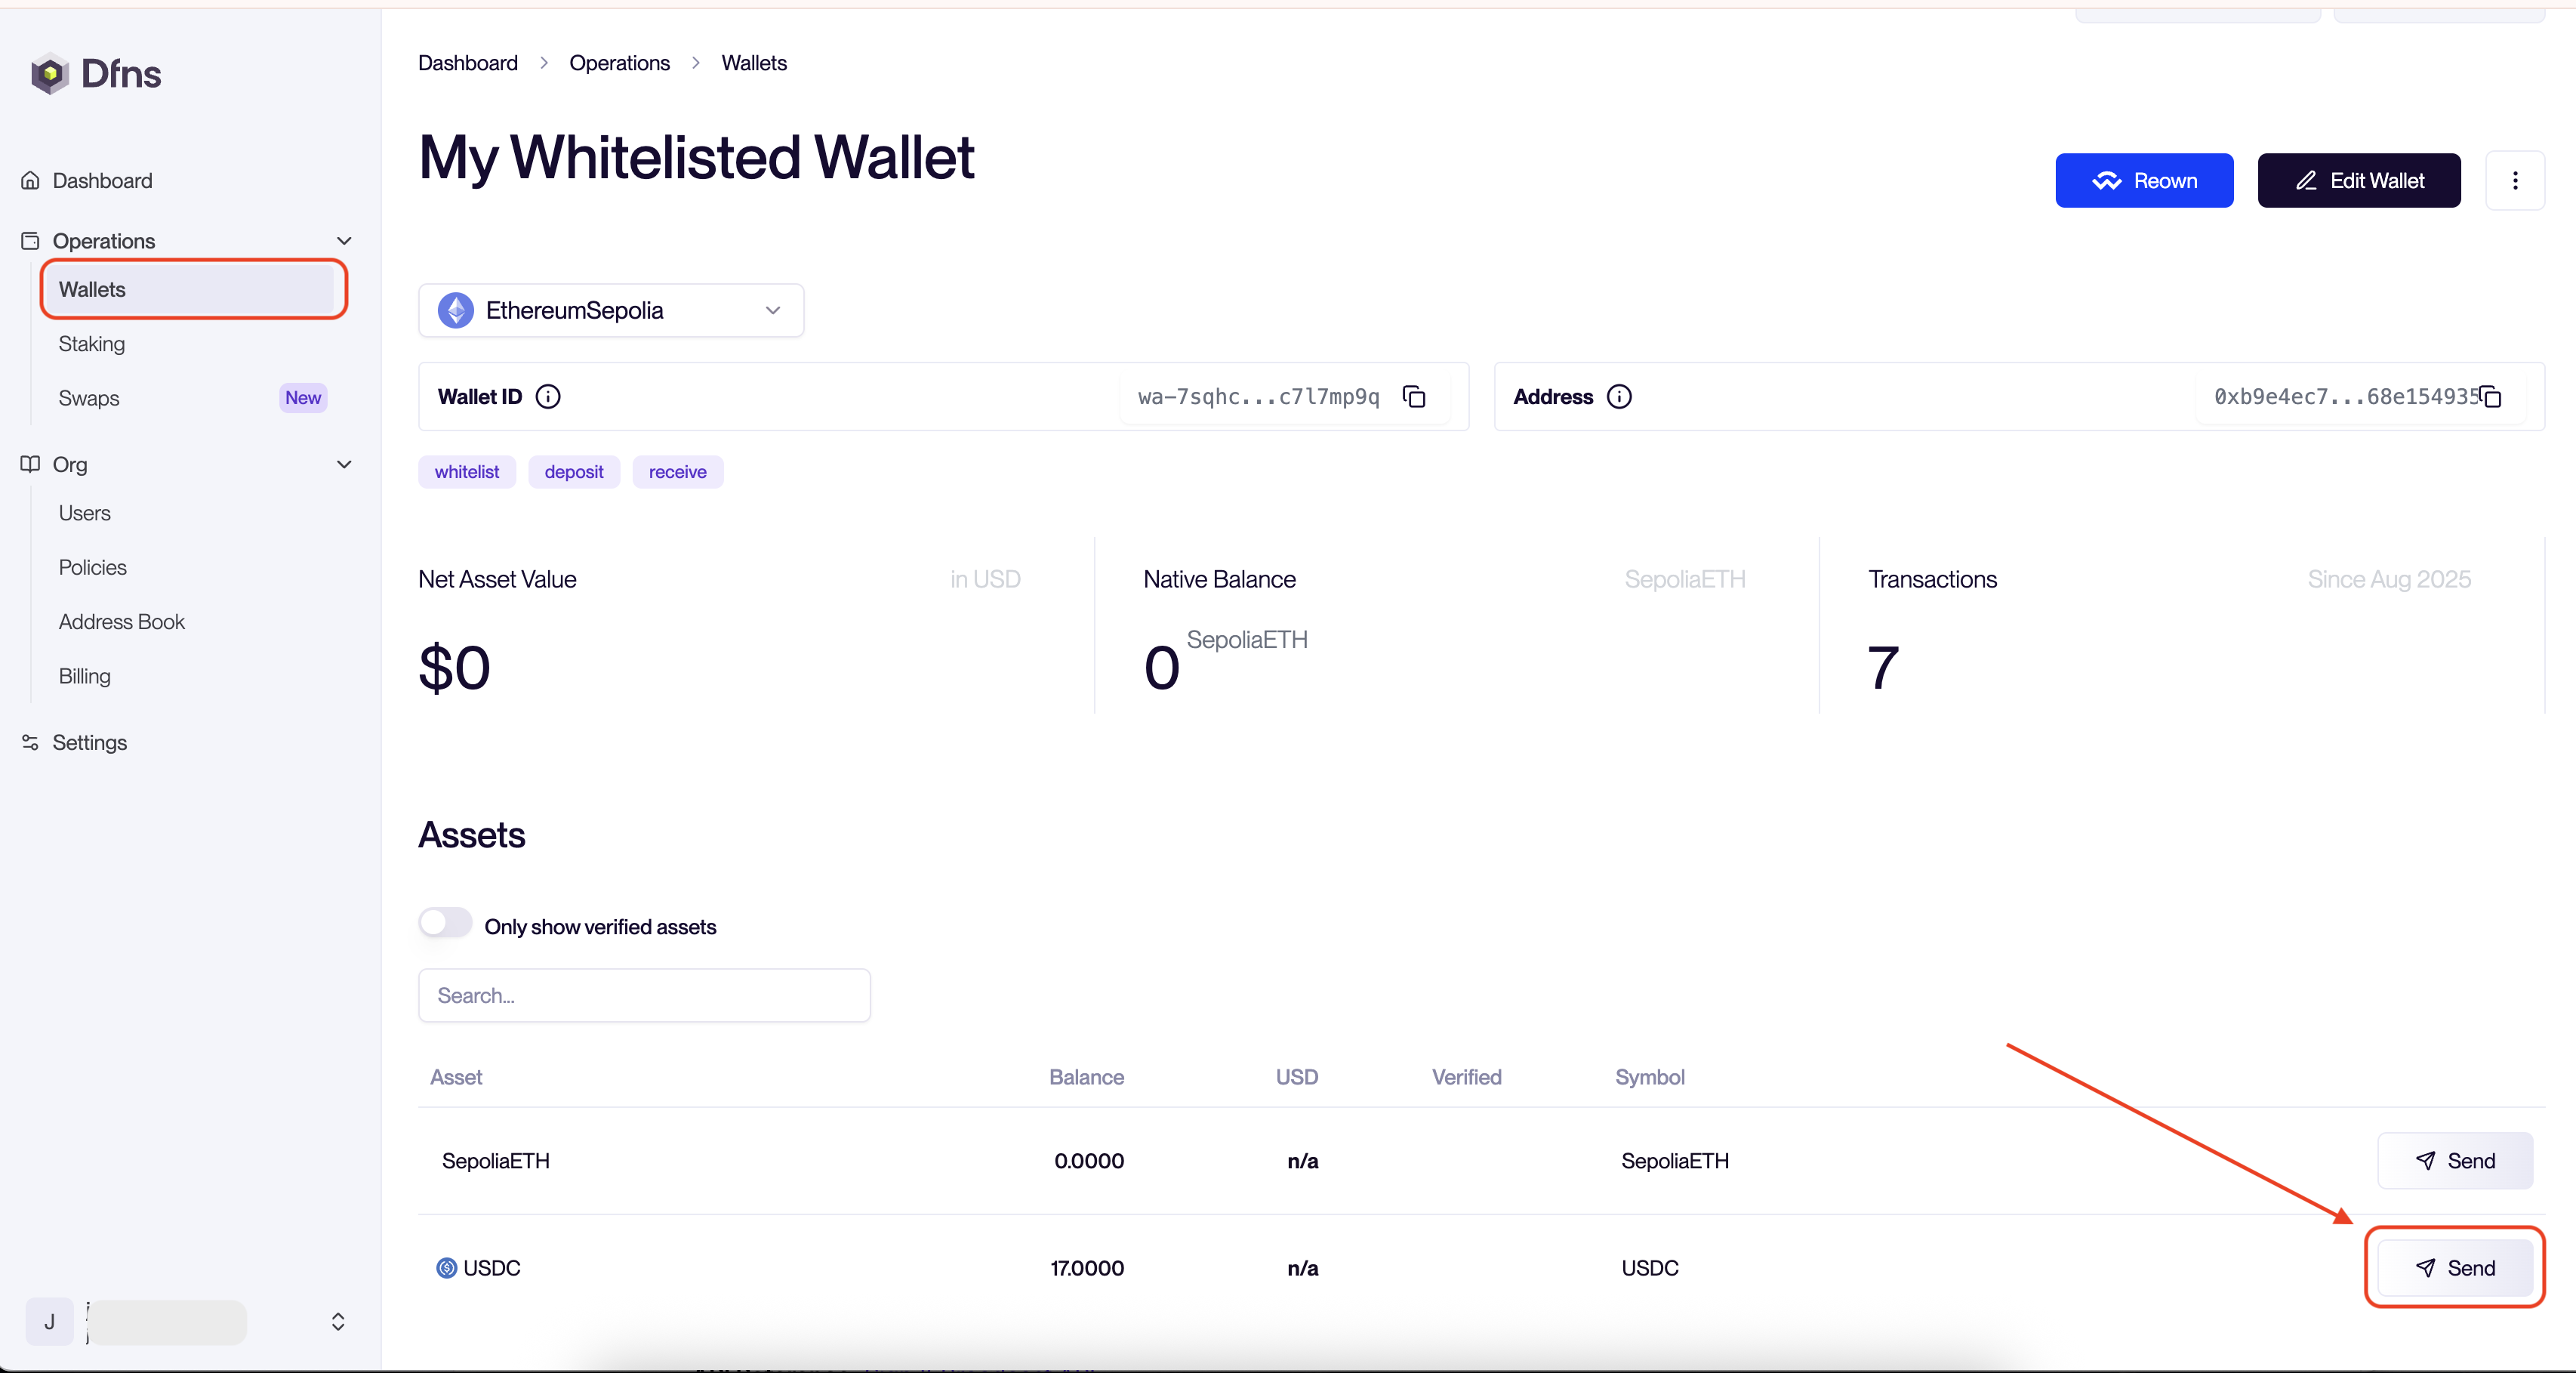 Dfns
Dashboard
Operations
Wallets
Staking
Swaps New
Org
Users
Policies
Address Book
Billing
Settings
J
Dashboard > Operations > Wallets
My Whitelisted Wallet
Reown
Edit Wallet
EthereumSepolia
Wallet ID wa-7sqhc...c7l7mp9q
Address 0xb9e4ec7...68e154935
whitelist deposit receive
Net Asset Value in USD
$0
Native Balance SepoliaETH
0 SepoliaETH
Transactions Since Aug 2025
7
Assets
Only show verified assets
Search...
Asset Balance USD Verified Symbol
SepoliaETH 0.0000 n/a SepoliaETH Send
USDC 17.0000 n/a USDC Send